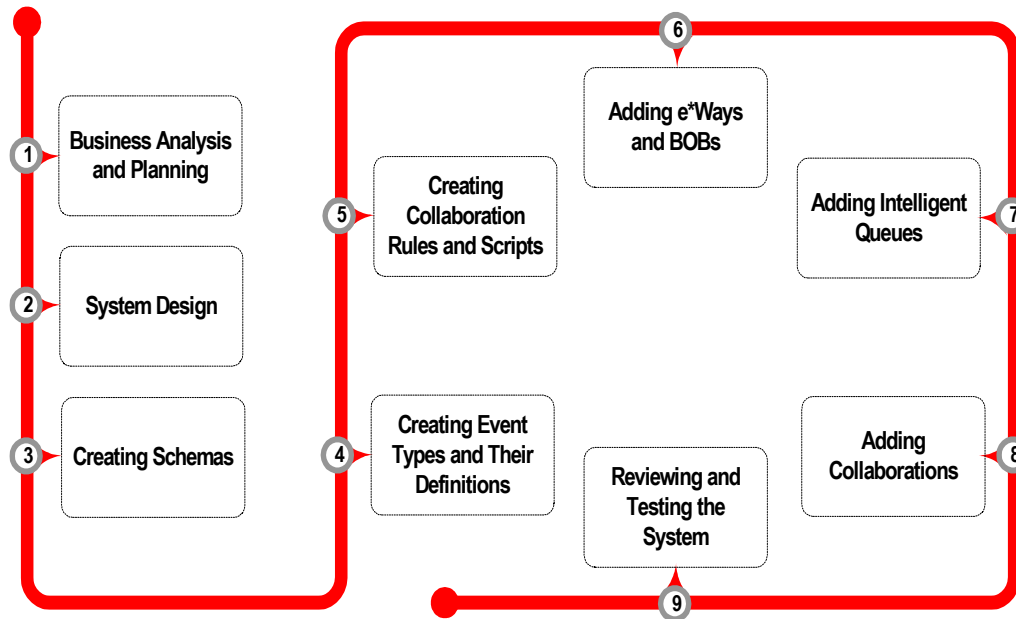 1
Business Analysis
and Planning
2
System Design
3
Creating Schemas
4
Creating Event
Types and Their
Definitions
5
Creating
Collaboration
Rules and Scripts
6
Adding e*Ways
and BOBs
7
Adding Intelligent
Queues
8
Adding
Collaborations
9
Reviewing and
Testing the
System